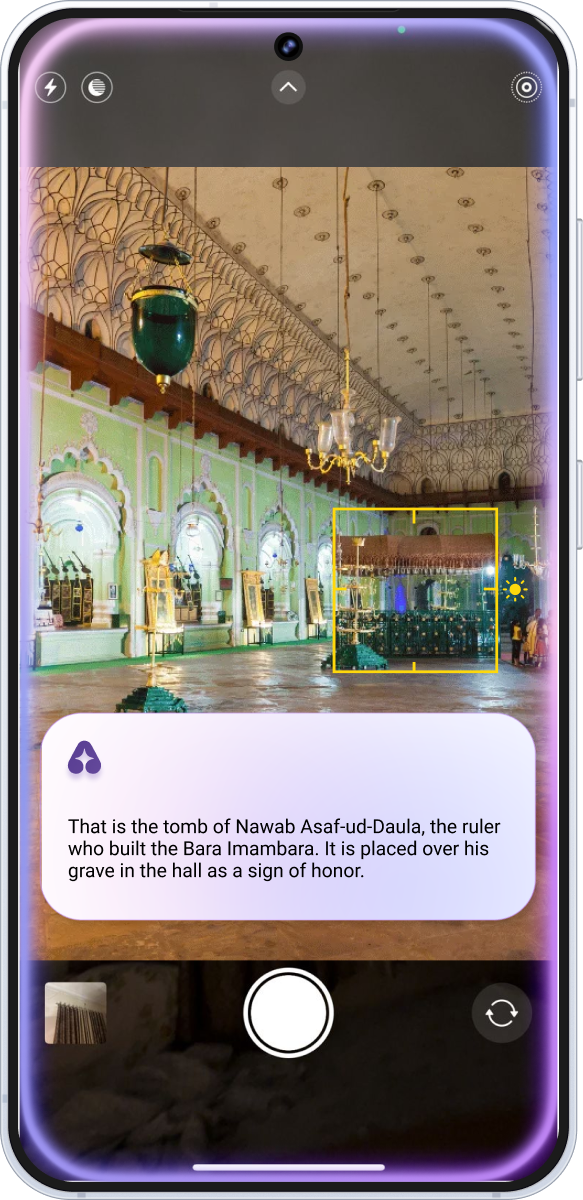 That is the tomb of Nawab Asaf-ud-Daula, the ruler
who built the Bara Imambara. It is placed over his
grave in the hall as a sign of honor.